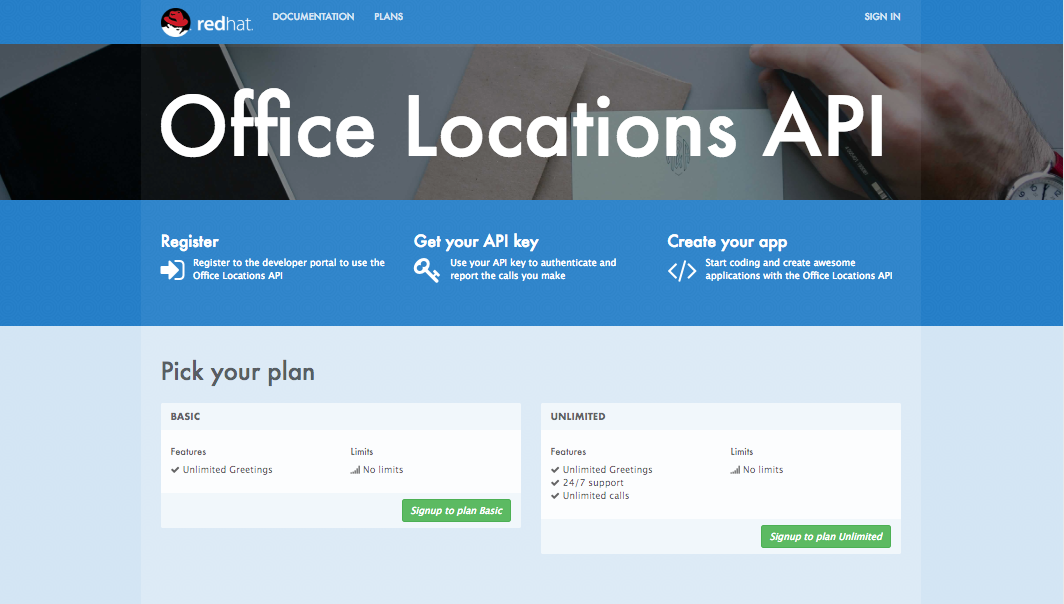 redhat.
DOCUMENTATION
PLANS
SIGN IN
Office Locations API
Register
Register to the developer portal to use the
Office Locations API
Get your API key
Use your API key to authenticate and
report the calls you make
Create your app
Start coding and create awesome
applications with the Office Locations API
Pick your plan
BASIC
Features
Unlimited Greetings
Limits
No limits
Signup to plan Basic
UNLIMITED
Features
Unlimited Greetings
24/7 support
Unlimited calls
Limits
No limits
Signup to plan Unlimited